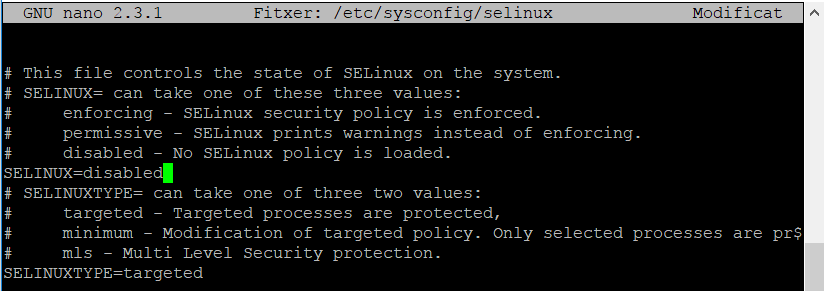 GNU nano 2.3.1 Fitxer: /etc/sysconfig/selinux Modificat
# This file controls the state of SELinux on the system.
# SELINUX= can take one of these three values:
#     enforcing - SELinux security policy is enforced.
#     permissive - SELinux prints warnings instead of enforcing.
#     disabled - No SELinux policy is loaded.
SELINUX=disabled
# SELINUXTYPE= can take one of three two values:
#     targeted - Targeted processes are protected,
#     minimum - Modification of targeted policy. Only selected processes are pr$
#     mls - Multi Level Security protection.
SELINUXTYPE=targeted